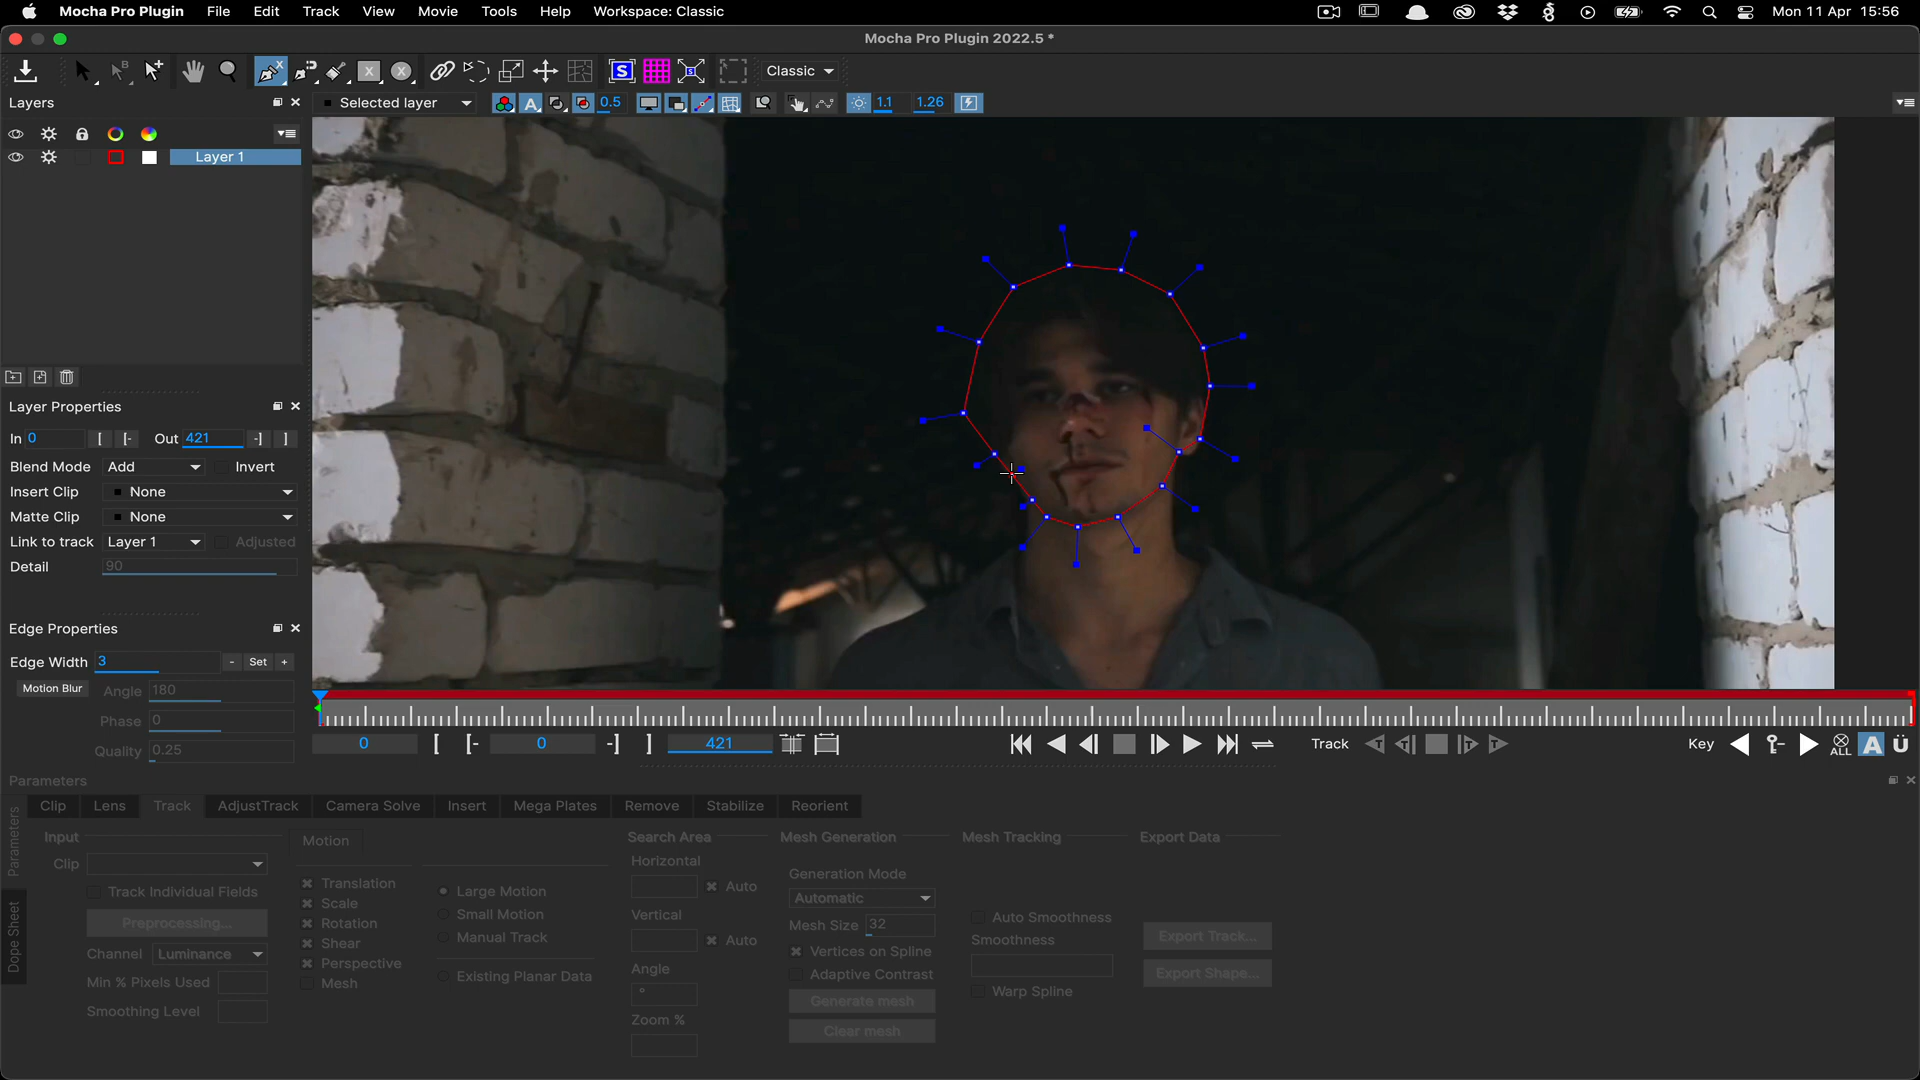 Mocha Pro Plugin File Edit Track View Movie Tools Help Workspace: Classic Mon 11 Apr 15:56
Mocha Pro Plugin 2022.5 *
B X X X S Classic
Layers Selected layer A 0.5 1.1 1.26
Layer 1
Layer Properties
In 0 [ [- Out 421 -] ]
Blend Mode Add Invert
Insert Clip None
Matte Clip None
Link to track Layer 1 Adjusted
Detail 90
Edge Properties
Edge Width 3 - Set +
Motion Blur Angle 180
Phase 0
Quality 0.25
0 [ [- 0 -] ] 421 Track T T T T Key ALL A Ü
Parameters
Clip Lens Track AdjustTrack Camera Solve Insert Mega Plates Remove Stabilize Reorient
Parameters
Dope Sheet
Input
Clip
Track Individual Fields
Preprocessing...
Channel Luminance
Min % Pixels Used
Smoothing Level
Motion
Translation
Scale
Rotation
Shear
Perspective
Mesh
Large Motion
Small Motion
Manual Track
Existing Planar Data
Search Area
Horizontal
Auto
Vertical
Auto
Angle
°
Zoom %
Mesh Generation
Generation Mode
Automatic
Mesh Size 32
Vertices on Spline
Adaptive Contrast
Generate mesh
Clear mesh
Mesh Tracking
Auto Smoothness
Smoothness
Warp Spline
Export Data
Export Track...
Export Shape...